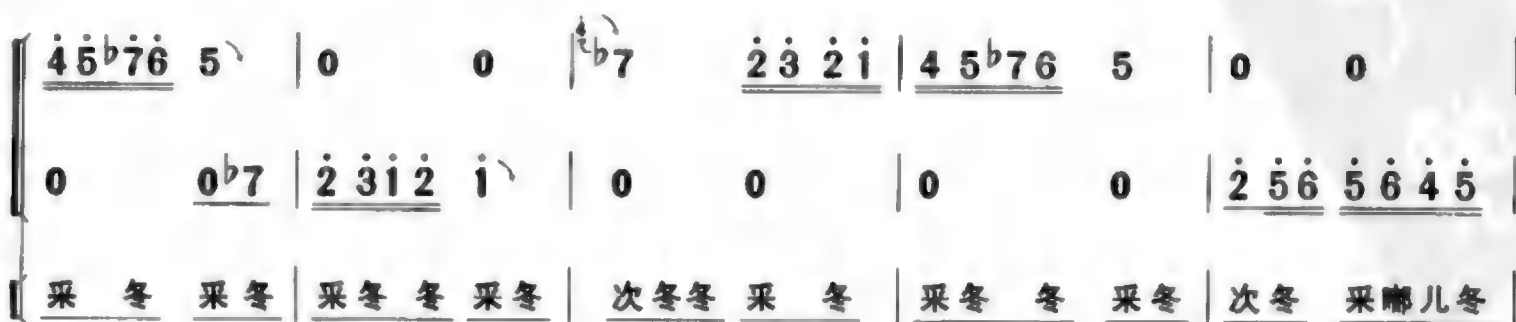 4̇5̇♭7̇6̇ 5 | 0 0 | ♭7 2̇3̇ 2̇1̇ | 4 5♭76 5 | 0 0 |
0 0♭7 | 2̇ 3̇1̇2̇ 1̇ | 0 0 | 0 0 | 2̇ 5̇6̇ 5̇ 6̇ 4̇ 5̇ |
采 冬 采冬 | 采冬 冬 采冬 | 次冬冬 采 冬 | 采冬 冬 采冬 | 次冬 采啷儿冬 |